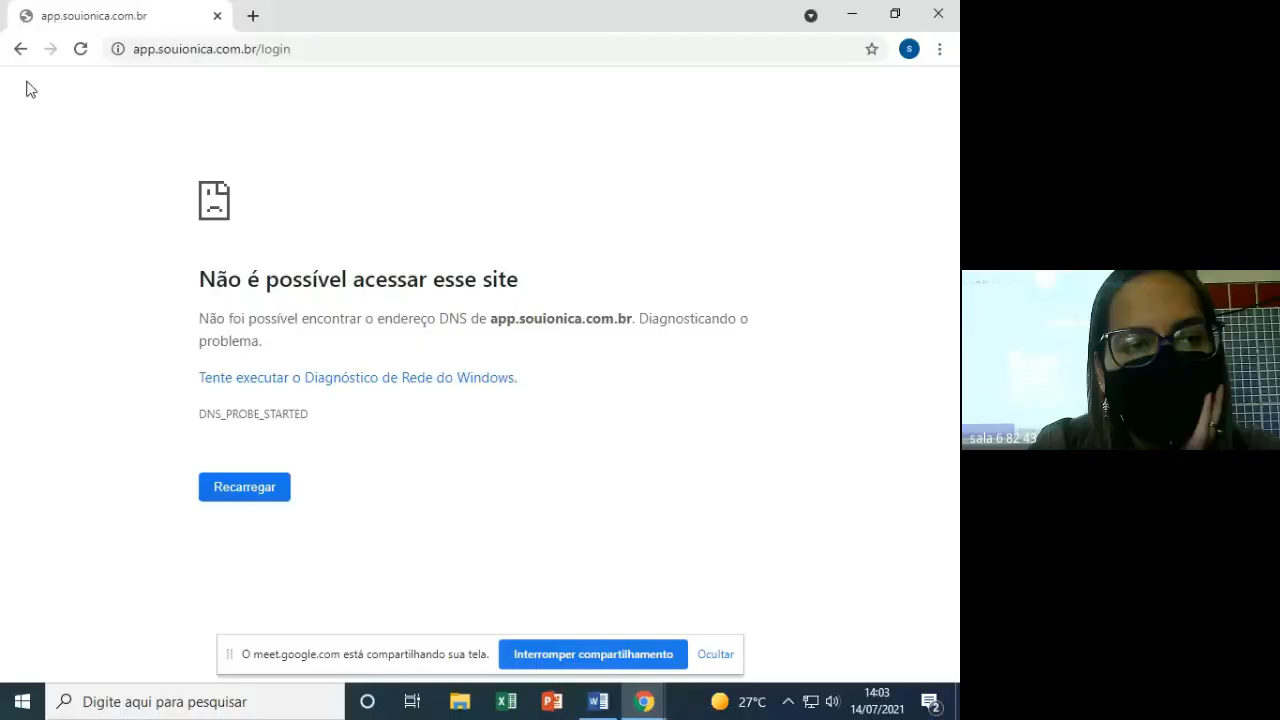 app.souionica.com.br
app.souionica.com.br/login
S
Não é possível acessar esse site
Não foi possível encontrar o endereço DNS de app.souionica.com.br. Diagnosticando o
problema.
Tente executar o Diagnóstico de Rede do Windows.
DNS_PROBE_STARTED
Recarregar
sala 6 82 43
O meet.google.com está compartilhando sua tela.
Interromper compartilhamento
Ocultar
Digite aqui para pesquisar
27°C
14:03
14/07/2021
2